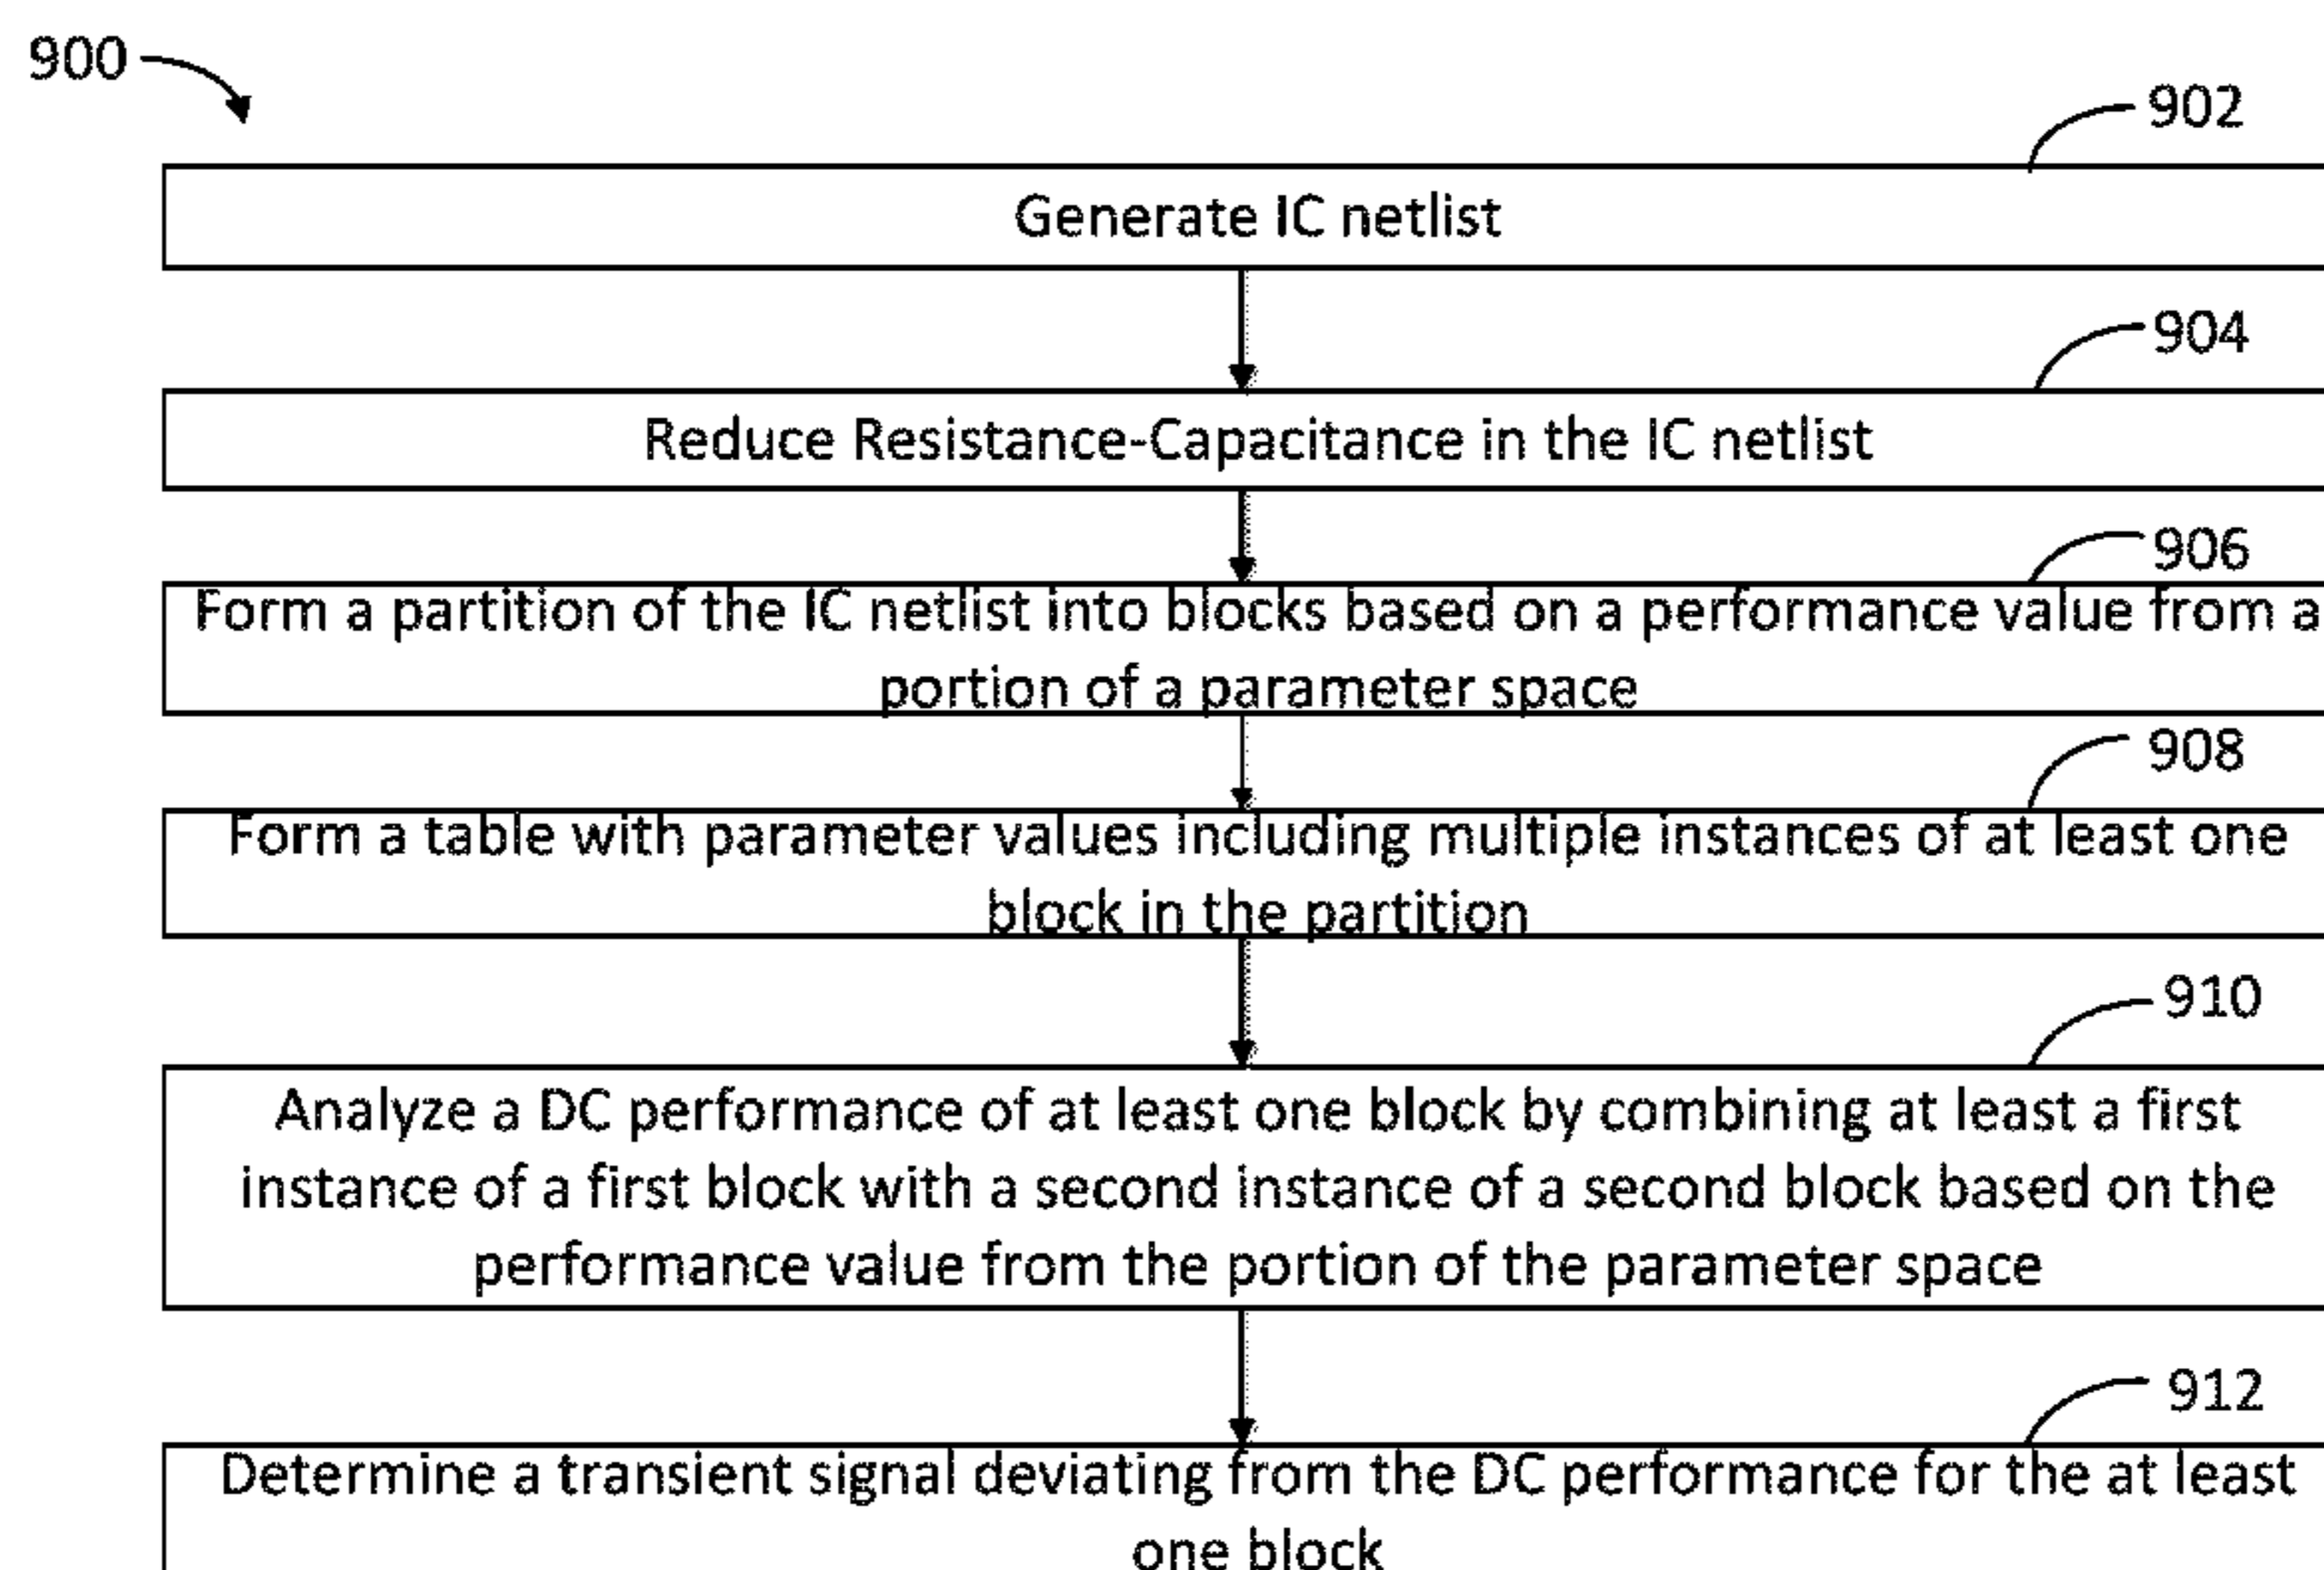 900
902
Generate IC netlist
904
Reduce Resistance-Capacitance in the IC netlist
906
Form a partition of the IC netlist into blocks based on a performance value from a
portion of a parameter space
908
Form a table with parameter values including multiple instances of at least one
block in the partition
910
Analyze a DC performance of at least one block by combining at least a first
instance of a first block with a second instance of a second block based on the
performance value from the portion of the parameter space
912
Determine a transient signal deviating from the DC performance for the at least
one block